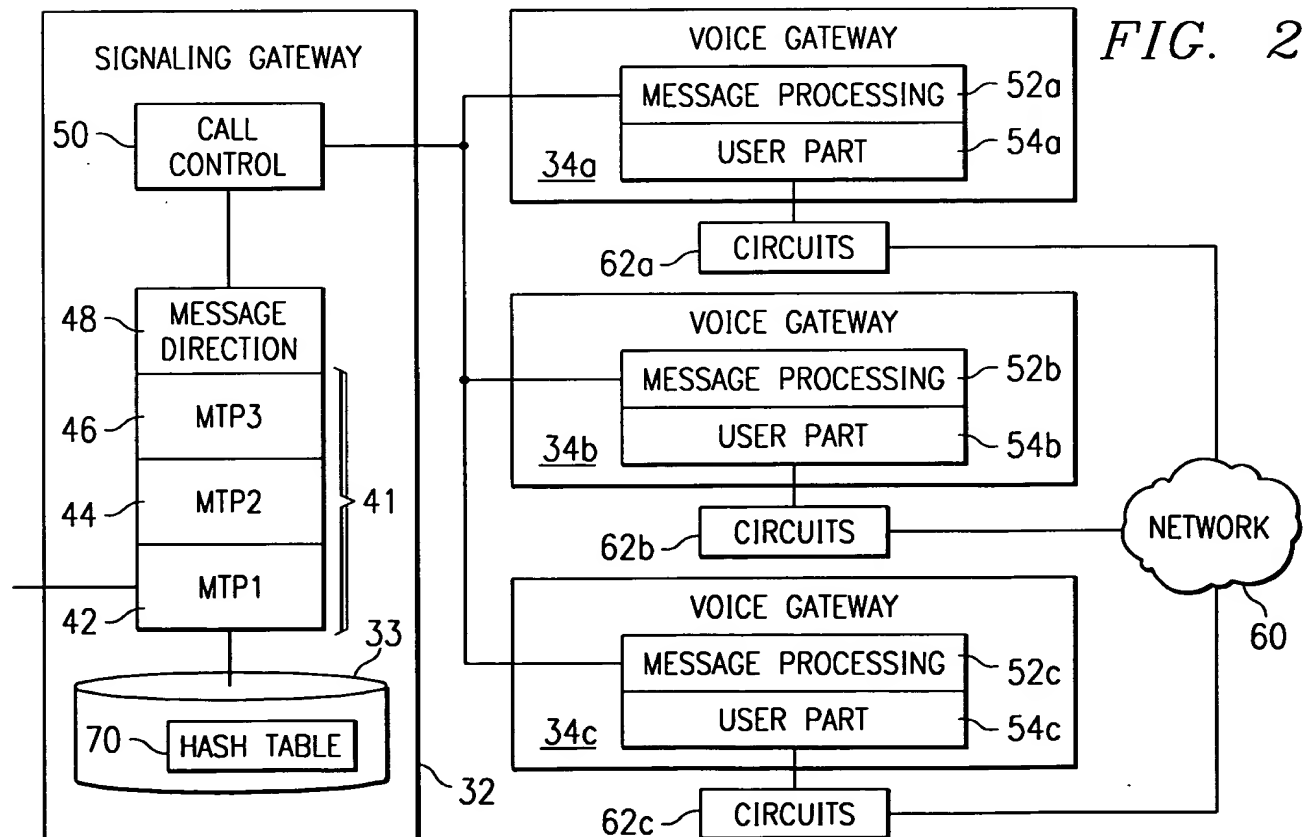 FIG. 2
SIGNALING GATEWAY
50
CALL
CONTROL
48
MESSAGE
DIRECTION
46
MTP3
44
MTP2
41
42
MTP1
33
70
HASH TABLE
32
VOICE GATEWAY
MESSAGE PROCESSING
52a
USER PART
54a
34a
62a
CIRCUITS
VOICE GATEWAY
MESSAGE PROCESSING
52b
USER PART
54b
34b
62b
CIRCUITS
VOICE GATEWAY
MESSAGE PROCESSING
52c
USER PART
54c
34c
62c
CIRCUITS
NETWORK
60